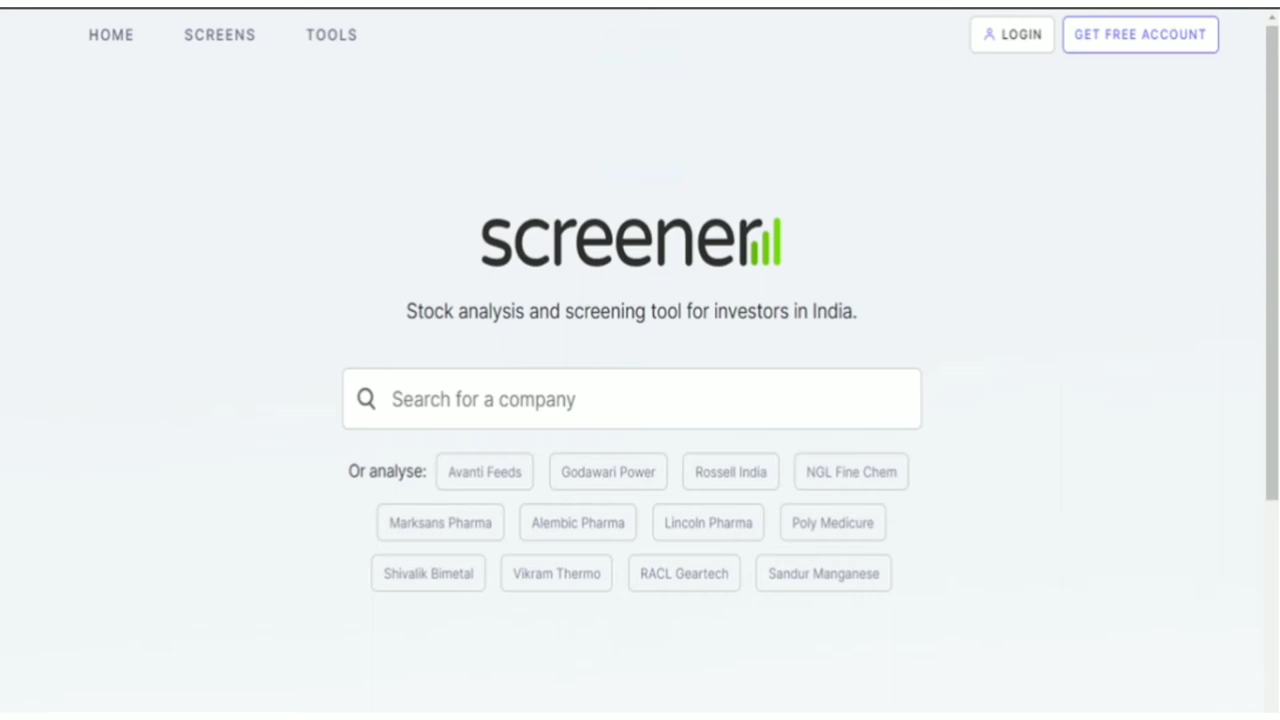 HOME SCREENS TOOLS LOGIN GET FREE ACCOUNT
screener
Stock analysis and screening tool for investors in India.
Search for a company
Or analyse: Avanti Feeds Godawari Power Rossell India NGL Fine Chem
Marksans Pharma Alembic Pharma Lincoln Pharma Poly Medicure
Shivalik Bimetal Vikram Thermo RACL Geartech Sandur Manganese